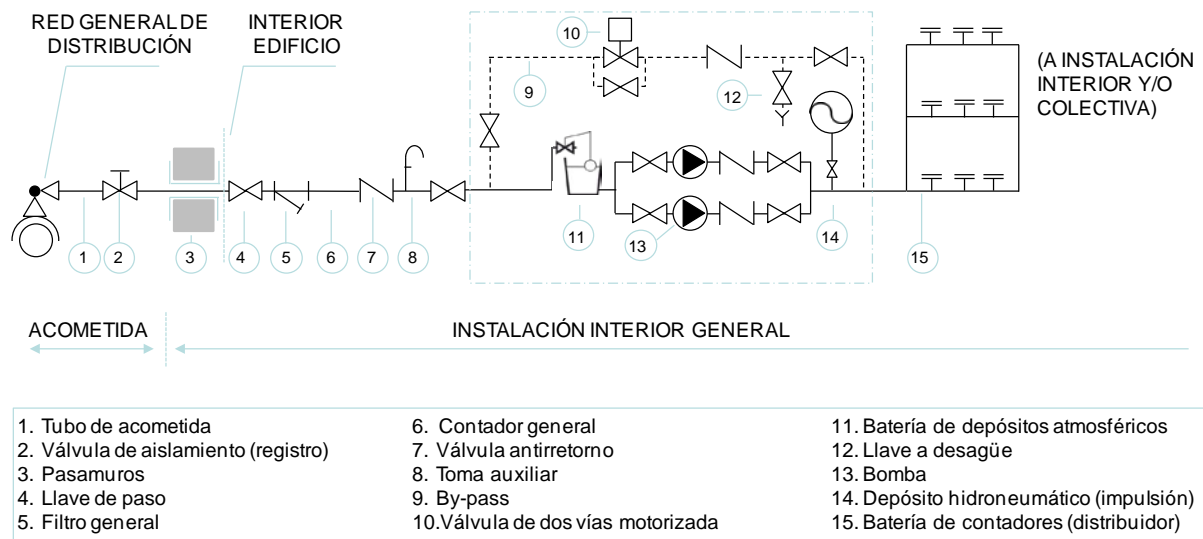 RED GENERAL DE
DISTRIBUCIÓN
INTERIOR
EDIFICIO
10
9
12
(A INSTALACIÓN
INTERIOR Y/O
COLECTIVA)
11
13
14
15
1
2
3
4
5
6
7
8
ACOMETIDA
INSTALACIÓN INTERIOR GENERAL
1. Tubo de acometida
2. Válvula de aislamiento (registro)
3. Pasamuros
4. Llave de paso
5. Filtro general
6. Contador general
7. Válvula antirretorno
8. Toma auxiliar
9. By-pass
10.Válvula de dos vías motorizada
11. Batería de depósitos atmosféricos
12. Llave a desagüe
13. Bomba
14. Depósito hidroneumático (impulsión)
15. Batería de contadores (distribuidor)